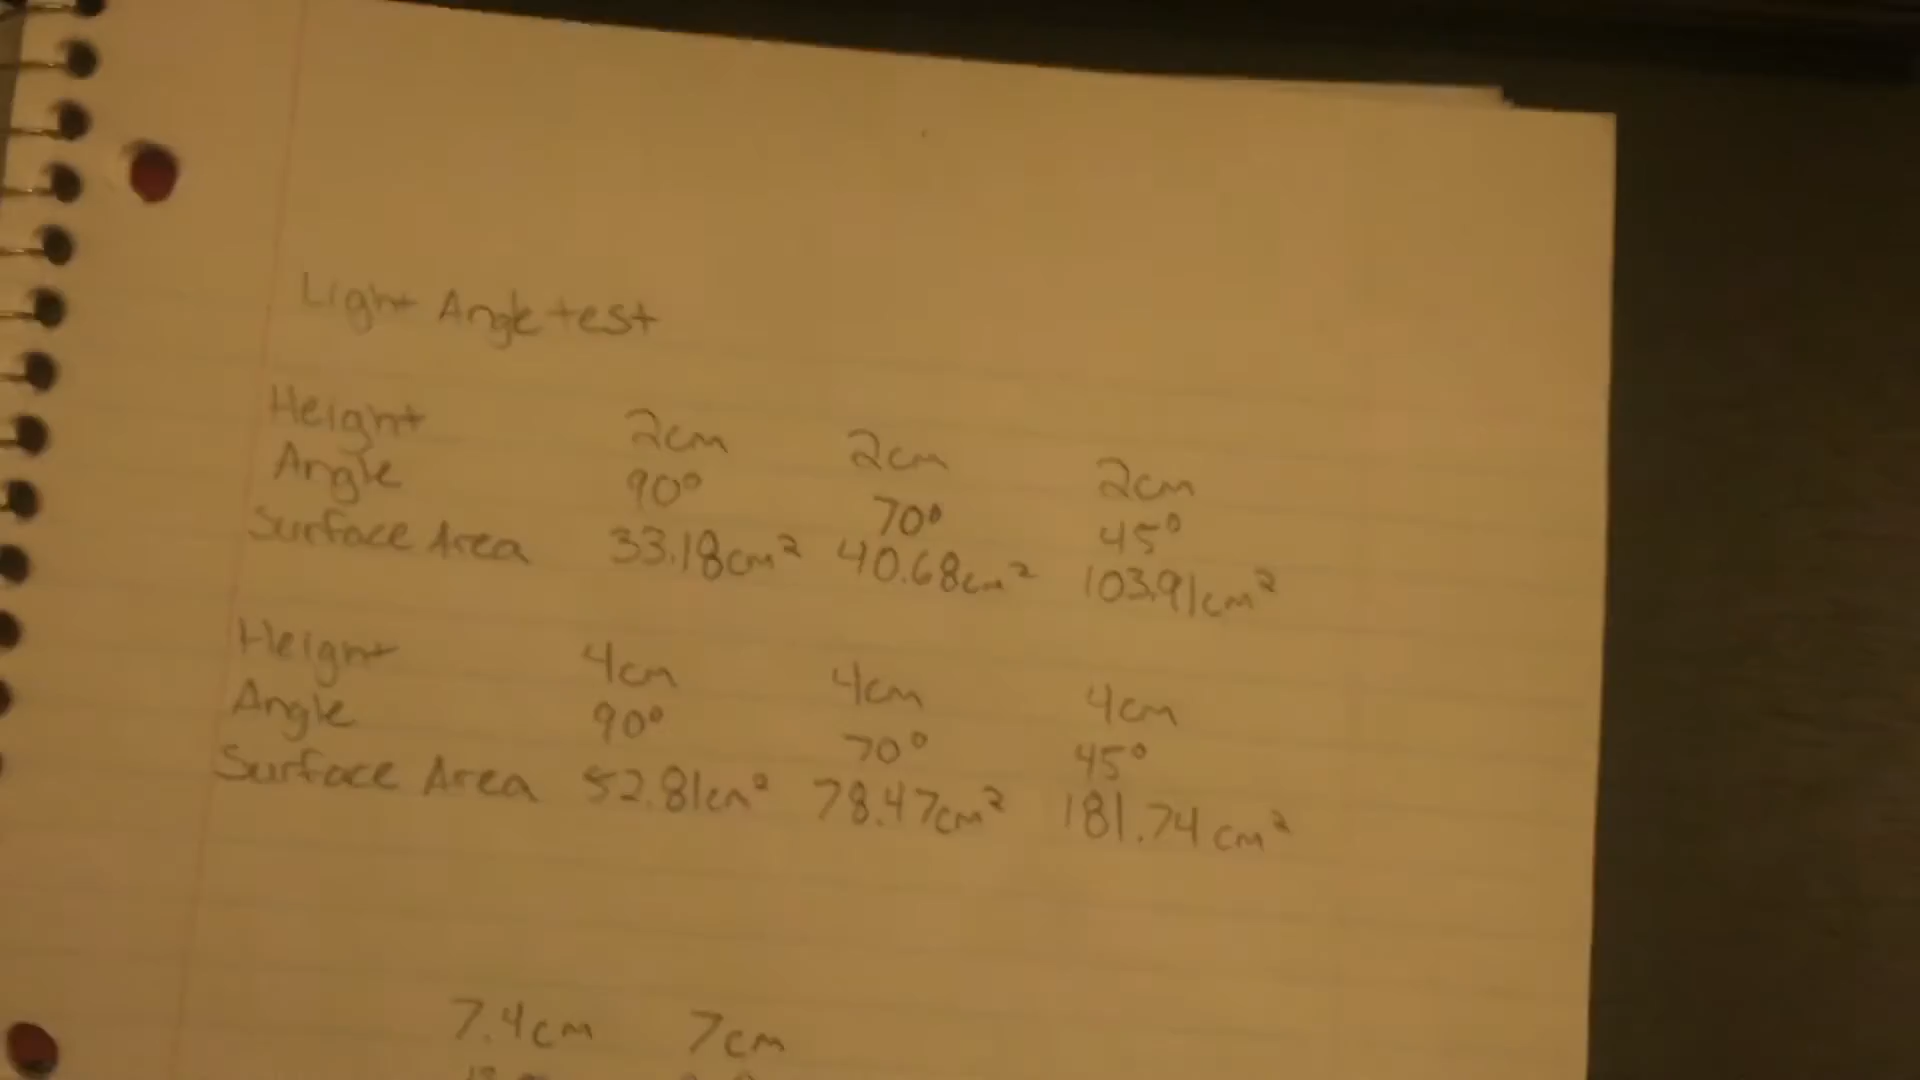 Light Angle test
Height 2cm 2cm 2cm
Angle 90° 70° 45°
Surface Area 33.18cm² 40.68cm² 103.91cm²
Height 4cm 4cm 4cm
Angle 90° 70° 45°
Surface Area 52.81cm² 78.47cm² 181.74cm²
7.4cm 7cm